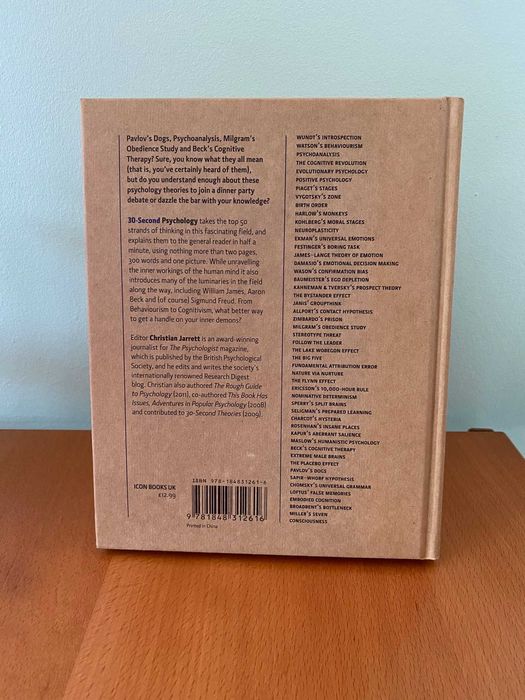 Pavlov's Dogs, Psychoanalysis, Milgram's
Obedience Study and Beck's Cognitive
Therapy? Sure, you know what they all mean
(that is, you've certainly heard of them),
but do you understand enough about these
psychology theories to join a dinner party
debate or dazzle the bar with your knowledge?
30-Second Psychology takes the top 50
strands of thinking in this fascinating field, and
explains them to the general reader in half a
minute, using nothing more than two pages,
300 words and one picture. While unravelling
the inner workings of the human mind it also
introduces many of the luminaries in the field
along the way, including William James, Aaron
Beck and (of course) Sigmund Freud. From
Behaviourism to Cognitivism, what better way
to get a handle on your inner demons?
Editor Christian Jarrett is an award-winning
journalist for The Psychologist magazine,
which is published by the British Psychological
Society, and he edits and writes the society's
internationally renowned Research Digest
blog. Christian also authored The Rough Guide
to Psychology (2011), co-authored This Book Has
Issues, Adventures in Popular Psychology (2008)
and contributed to 30-Second Theories (2009).
ICON BOOKS UK
£12.99
ISBN 978-184831261-6
9 781848 312616
Printed in China
WUNDT'S INTROSPECTION
WATSON'S BEHAVIOURISM
PSYCHOANALYSIS
THE COGNITIVE REVOLUTION
EVOLUTIONARY PSYCHOLOGY
POSITIVE PSYCHOLOGY
PIAGET'S STAGES
VYGOTSKY'S ZONE
BIRTH ORDER
HARLOW'S MONKEYS
KOHLBERG'S MORAL STAGES
NEUROPLASTICITY
EKMAN'S UNIVERSAL EMOTIONS
FESTINGER'S BORING TASK
JAMES-LANGE THEORY OF EMOTION
DAMASIO'S EMOTIONAL DECISION MAKING
WASON'S CONFIRMATION BIAS
BAUMEISTER'S EGO DEPLETION
KAHNEMAN & TVERSKY'S PROSPECT THEORY
THE BYSTANDER EFFECT
JANIS' GROUPTHINK
ALLPORT'S CONTACT HYPOTHESIS
ZIMBARDO'S PRISON
MILGRAM'S OBEDIENCE STUDY
STEREOTYPE THREAT
FOLLOW THE LEADER
THE LAKE WOBEGON EFFECT
THE BIG FIVE
FUNDAMENTAL ATTRIBUTION ERROR
NATURE VIA NURTURE
THE FLYNN EFFECT
ERICSSON'S 10,000-HOUR RULE
NOMINATIVE DETERMINISM
SPERRY'S SPLIT BRAINS
SELIGMAN'S PREPARED LEARNING
CHARCOT'S HYSTERIA
ROSENHAN'S INSANE PLACES
KAPUR'S ABERRANT SALIENCE
MASLOW'S HUMANISTIC PSYCHOLOGY
BECK'S COGNITIVE THERAPY
EXTREME MALE BRAINS
THE PLACEBO EFFECT
PAVLOV'S DOGS
SAPIR-WHORF HYPOTHESIS
CHOMSKY'S UNIVERSAL GRAMMAR
LOFTUS' FALSE MEMORIES
EMBODIED COGNITION
BROADBENT'S BOTTLENECK
MILLER'S SEVEN
CONSCIOUSNESS